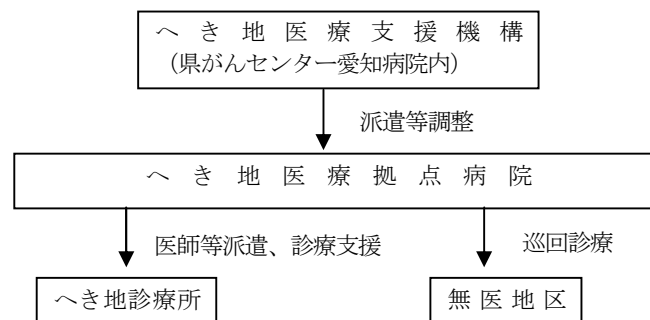 へき地医療支援機構
(県がんセンター愛知病院内)
派遣等調整
へき地医療拠点病院
医師等派遣、診療支援
巡回診療
へき地診療所
無医地区